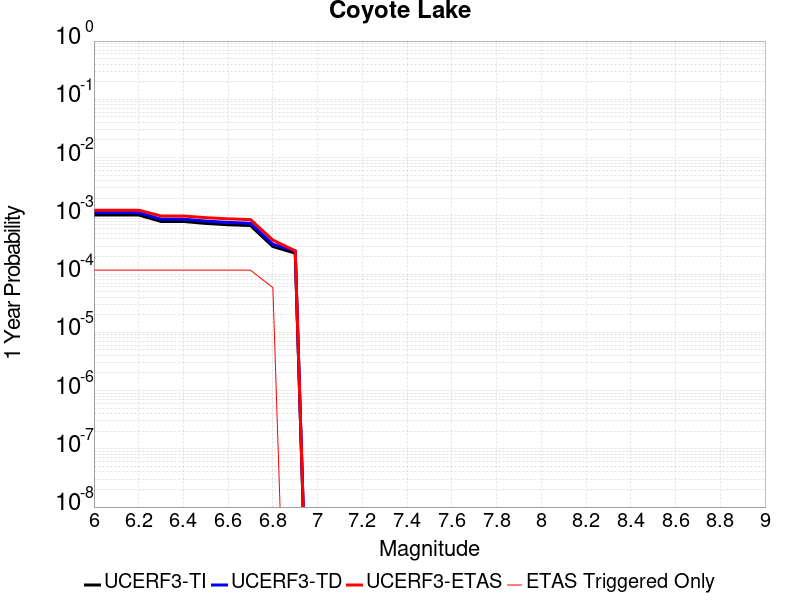 Coyote Lake
10^0
10^-1
10^-2
10^-3
10^-4
10^-5
10^-6
10^-7
10^-8
1 Year Probability
6 6.2 6.4 6.6 6.8 7 7.2 7.4 7.6 7.8 8 8.2 8.4 8.6 8.8 9
Magnitude
UCERF3-TI UCERF3-TD UCERF3-ETAS ETAS Triggered Only